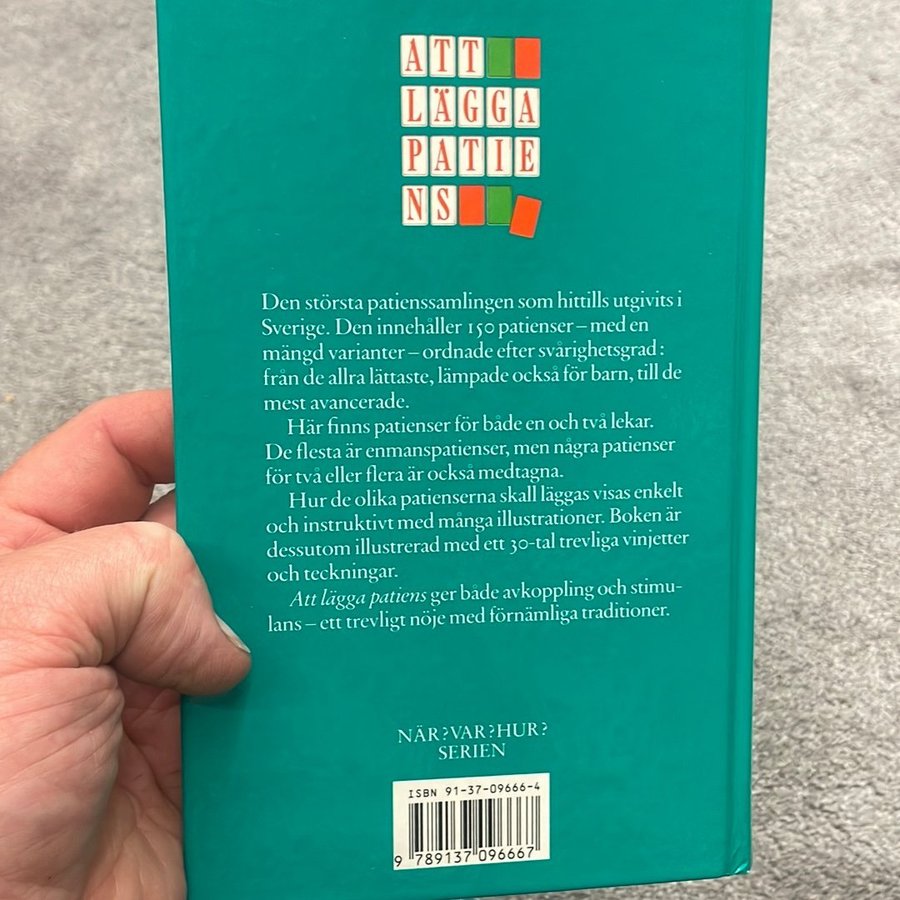 ATT
LÄGGA
PATIE
NS
Den största patienssamlingen som hittills utgivits i
Sverige. Den innehåller 150 patienser – med en
mängd varianter – ordnade efter svårighetsgrad:
från de allra lättaste, lämpade också för barn, till de
mest avancerade.
Här finns patienser för både en och två lekar.
De flesta är enmanspatienser, men några patienser
för två eller flera är också medtagna.
Hur de olika patienserna skall läggas visas enkelt
och instruktivt med många illustrationer. Boken är
dessutom illustrerad med ett 30-tal trevliga vinjetter
och teckningar.
Att lägga patiens ger både avkoppling och stimu-
lans – ett trevligt nöje med förnämliga traditioner.
NÄR?VAR?HUR?
SERIEN
ISBN 91-37-09666-4
9 789137 096667